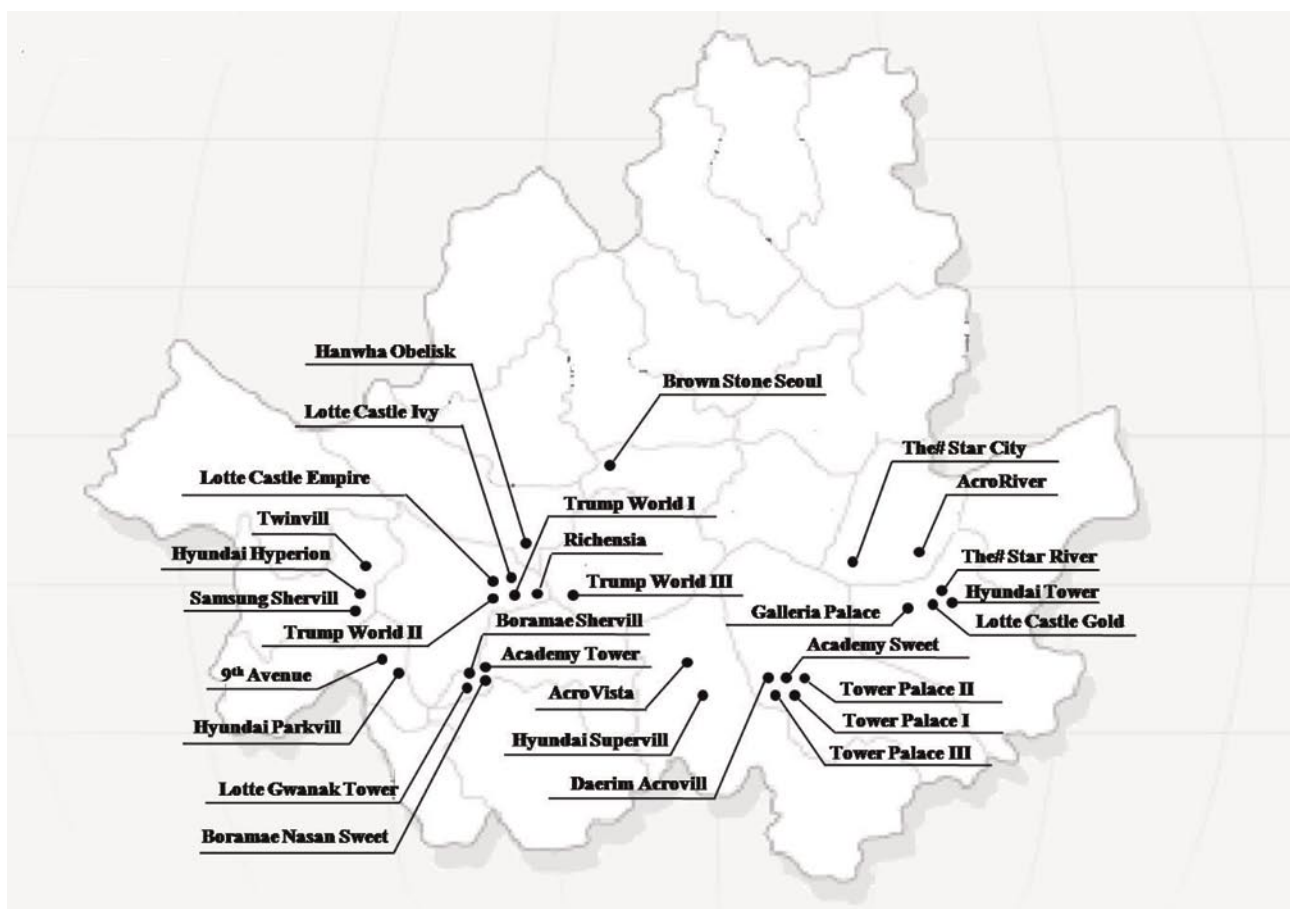 Hanwha Obelisk
Brown Stone Seoul
Lotte Castle Ivy
The# Star City
Lotte Castle Empire
AcroRiver
Trump World I
Twinvill
Richensia
Hyundai Hyperion
The# Star River
Trump World III
Hyundai Tower
Samsung Shervill
Galleria Palace
Lotte Castle Gold
Trump World II
Boramae Shervill
Academy Sweet
Academy Tower
9th Avenue
AcroVista
Tower Palace II
Tower Palace I
Hyundai Parkvill
Hyundai Supervill
Tower Palace III
Lotte Gwanak Tower
Daerim Acrovill
Boramae Nasan Sweet